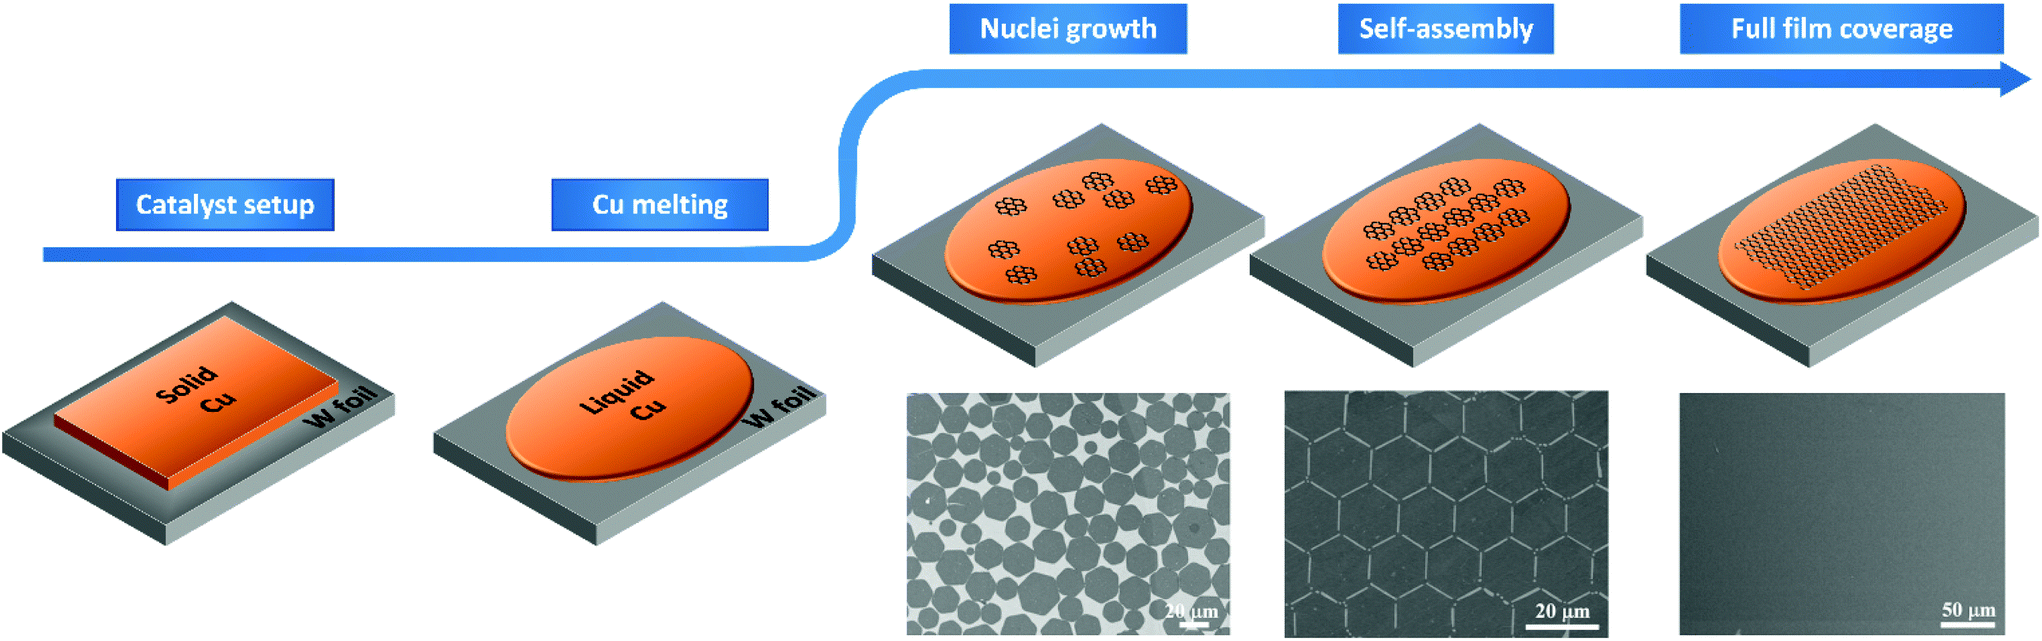 Nuclei growth
Self-assembly
Full film coverage
Catalyst setup
Cu melting
Solid
Cu
W foil
Liquid
Cu
W foil
20 μm
20 μm
50 μm